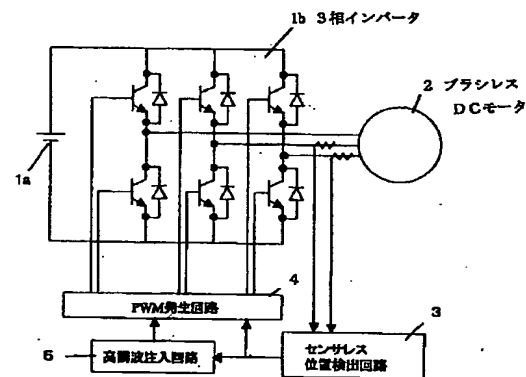 1b 3相インバータ
2 ブラシレス
DCモータ
1a
4
PWM発生回路
3
5
高調波注入回路
センサレス
位置検出回路